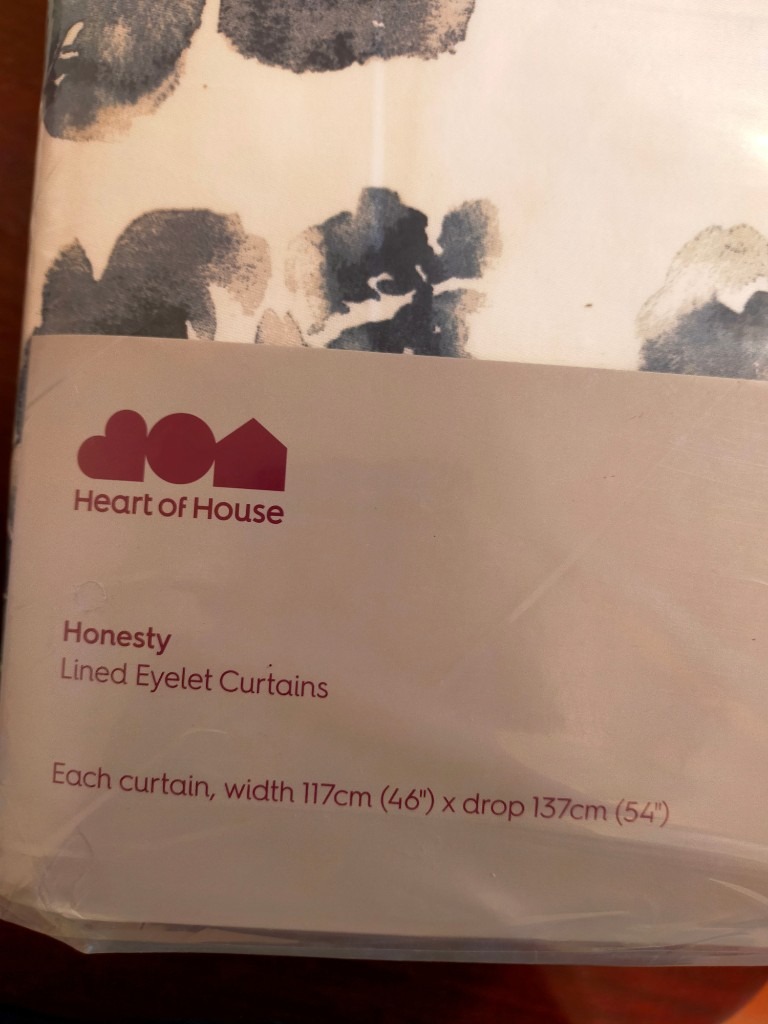 Heart of House
Honesty
Lined Eyelet Curtains
Each curtain, width 117cm (46") x drop 137cm (54")